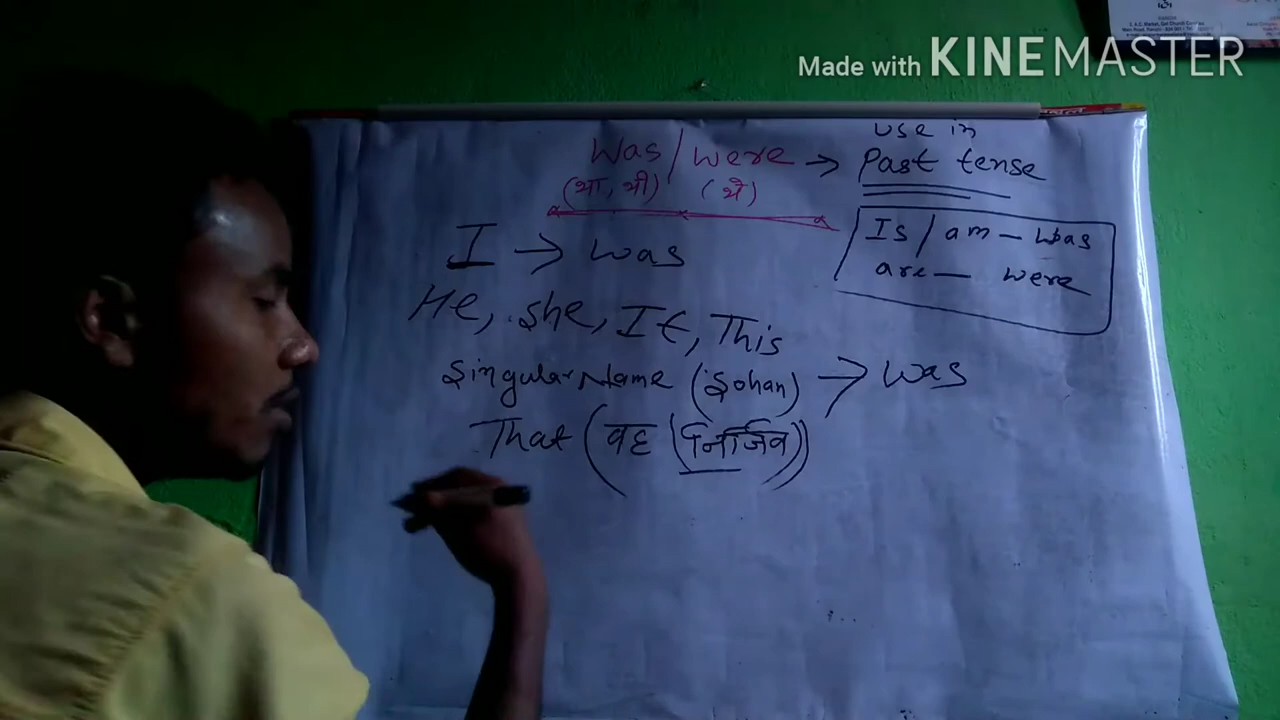 Made with KINEMASTER
use in
Was / were → Past tense
(था, थी) (थे)
I → was
Is / am — was
are — were
He, She, It, This
Singular Name (Sohan) → was
That (वह (निर्जिव))